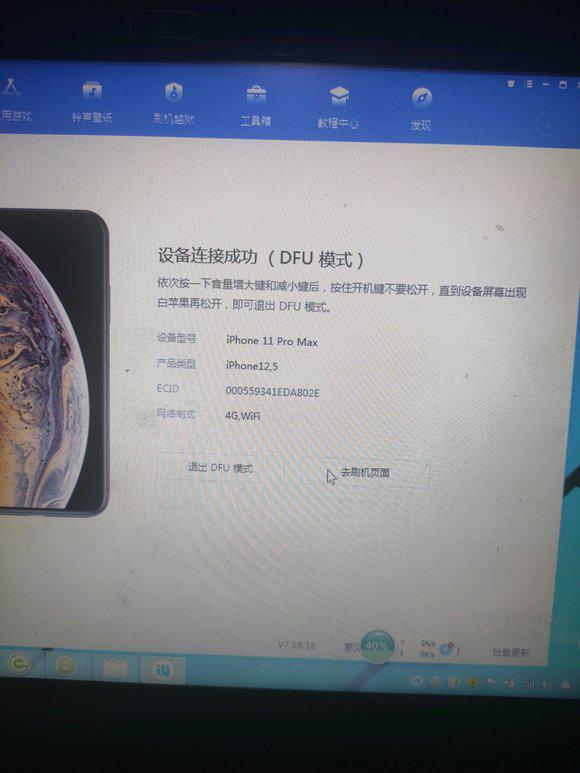 用游戏
铃声壁纸
刷机越狱
工具箱
教程中心
发现
设备连接成功（DFU 模式）
依次按一下音量增大键和减小键后，按住开机键不要松开，直到设备屏幕出现
白苹果再松开，即可退出 DFU 模式。
设备型号 iPhone 11 Pro Max
产品类型 iPhone12,5
ECID 000559341EDA802E
网络制式 4G,WiFi
退出 DFU 模式
去刷机页面
V7.98.18
意
40%
0K/s
0K/s
检查更新
Windows
iU